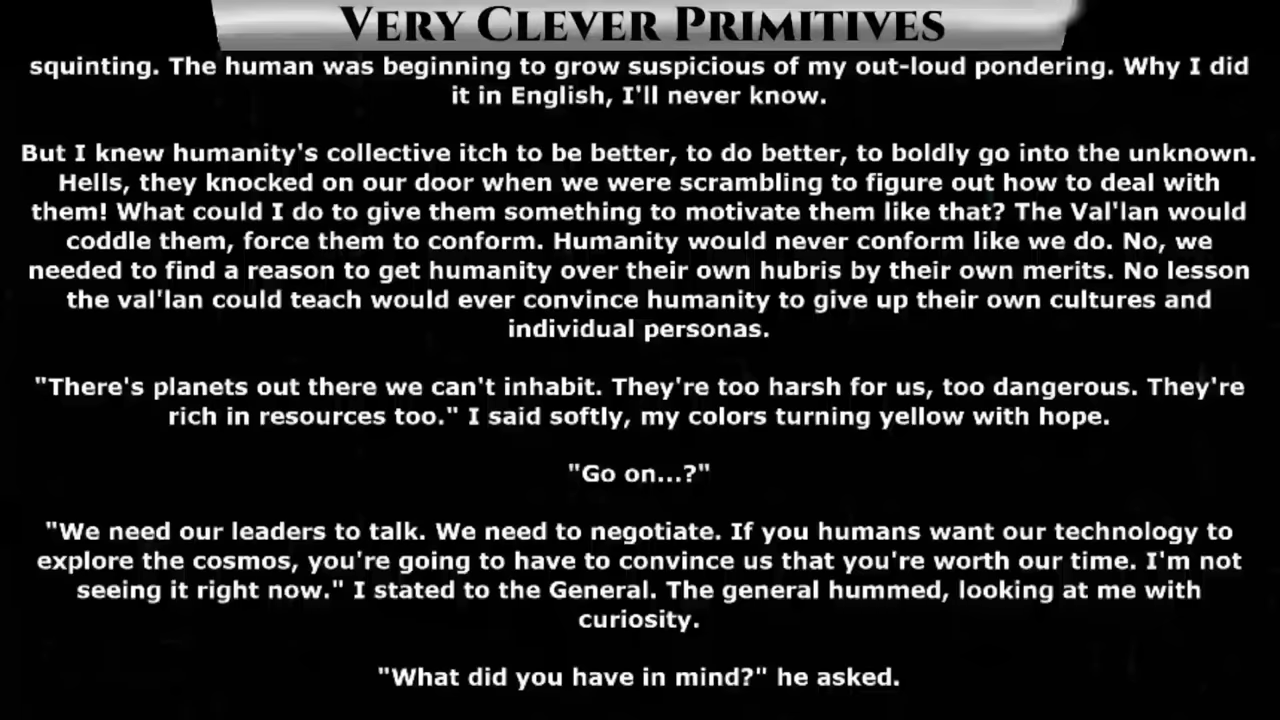 VERY CLEVER PRIMITIVES
squinting. The human was beginning to grow suspicious of my out-loud pondering. Why I did
it in English, I'll never know.
But I knew humanity's collective itch to be better, to do better, to boldly go into the unknown.
Hells, they knocked on our door when we were scrambling to figure out how to deal with
them! What could I do to give them something to motivate them like that? The Val'lan would
coddle them, force them to conform. Humanity would never conform like we do. No, we
needed to find a reason to get humanity over their own hubris by their own merits. No lesson
the val'lan could teach would ever convince humanity to give up their own cultures and
individual personas.
"There's planets out there we can't inhabit. They're too harsh for us, too dangerous. They're
rich in resources too." I said softly, my colors turning yellow with hope.
"Go on...?"
"We need our leaders to talk. We need to negotiate. If you humans want our technology to
explore the cosmos, you're going to have to convince us that you're worth our time. I'm not
seeing it right now." I stated to the General. The general hummed, looking at me with
curiosity.
"What did you have in mind?" he asked.